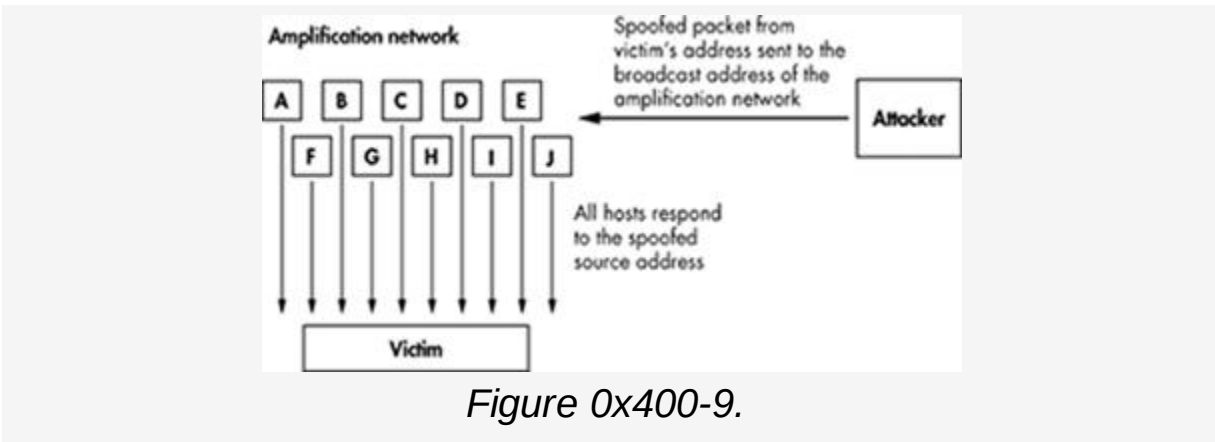 Amplification network
Spoofed packet from
victim's address sent to the
broadcast address of the
amplification network
Attacker
A B C D E
F G H I J
All hosts respond
to the spoofed
source address
Victim
Figure 0x400-9.